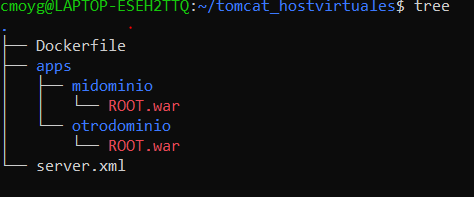 cmoyg@LAPTOP-ESEH2TTQ:~/tomcat_hostvirtuales$ tree
.
├── Dockerfile
├── apps
│   ├── midominio
│   │   └── ROOT.war
│   └── otrodominio
│       └── ROOT.war
└── server.xml